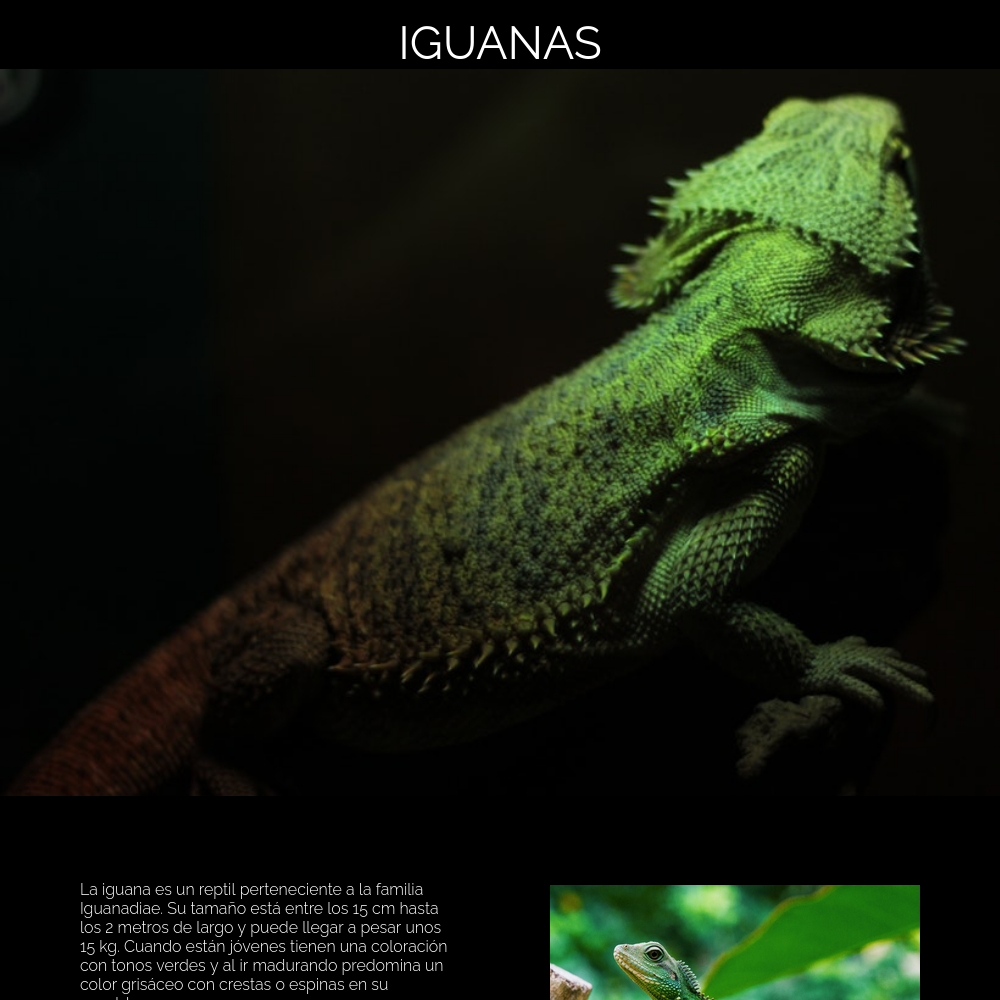 IGUANAS
La iguana es un reptil perteneciente a la familia
Iguanadiae. Su tamaño está entre los 15 cm hasta
los 2 metros de largo y puede llegar a pesar unos
15 kg. Cuando están jóvenes tienen una coloración
con tonos verdes y al ir madurando predomina un
color grisáceo con crestas o espinas en su